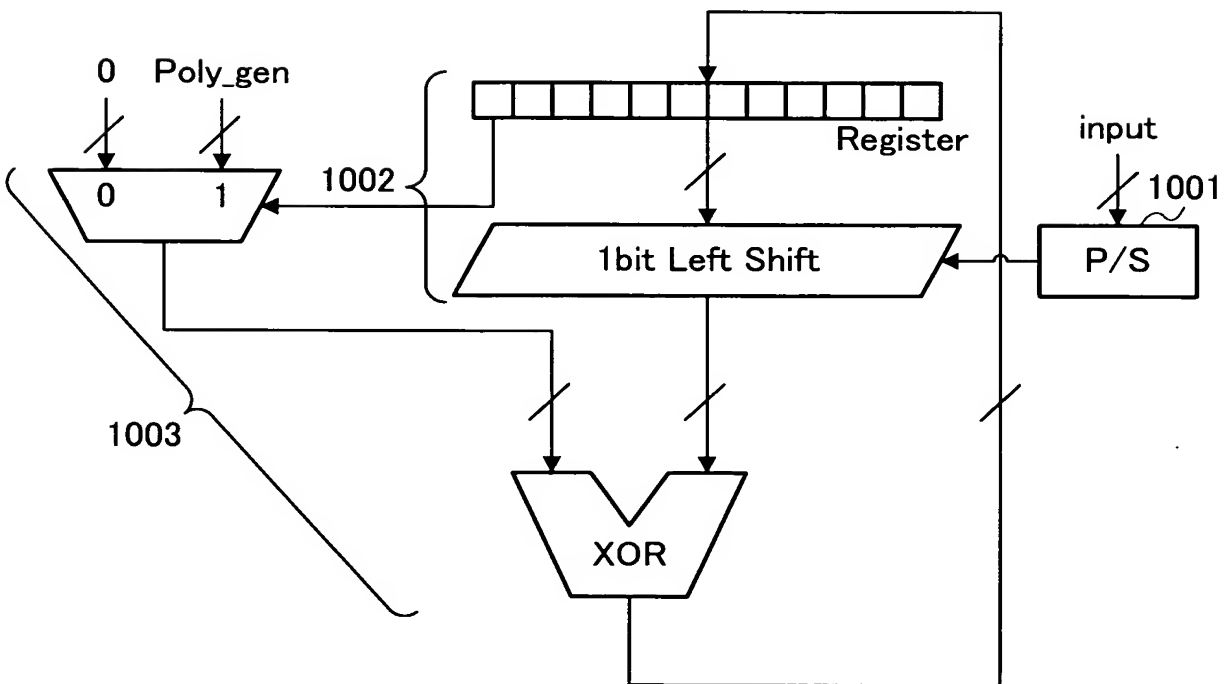 0 Poly_gen
Register
input
1002
0 1
1001
1bit Left Shift
P/S
1003
XOR